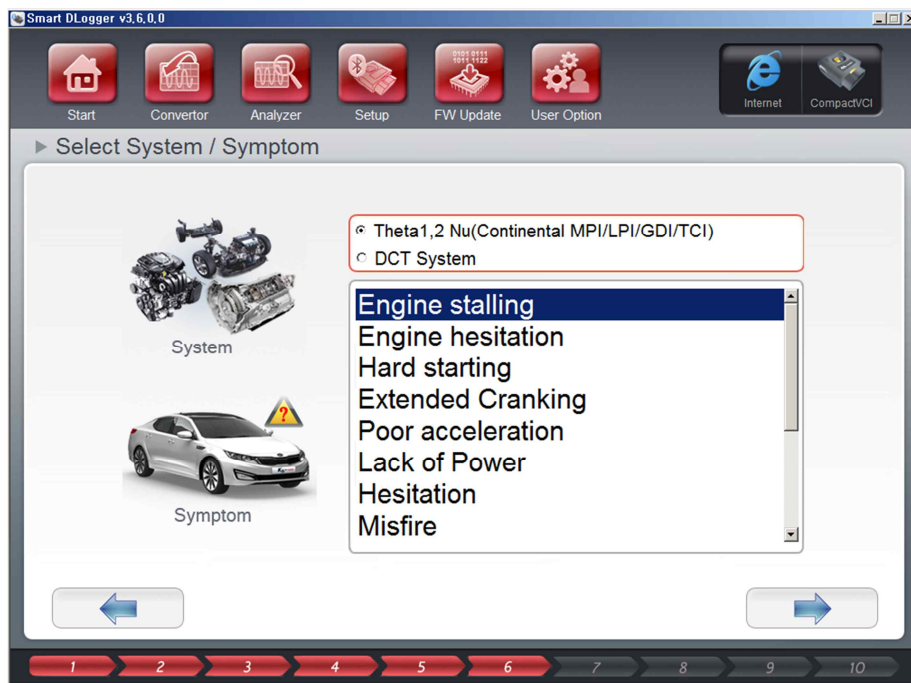 Smart DLogger v3,6,0,0
Start
Convertor
Analyzer
0101 0111
1011 1122
Setup
FW Update
User Option
Internet
CompactVCI
Select System / Symptom
Theta1,2 Nu(Continental MPI/LPI/GDI/TCI)
DCT System
System
Engine stalling
Engine hesitation
Hard starting
Extended Cranking
Poor acceleration
Lack of Power
Hesitation
Misfire
?
Symptom
1 2 3 4 5 6 7 8 9 10